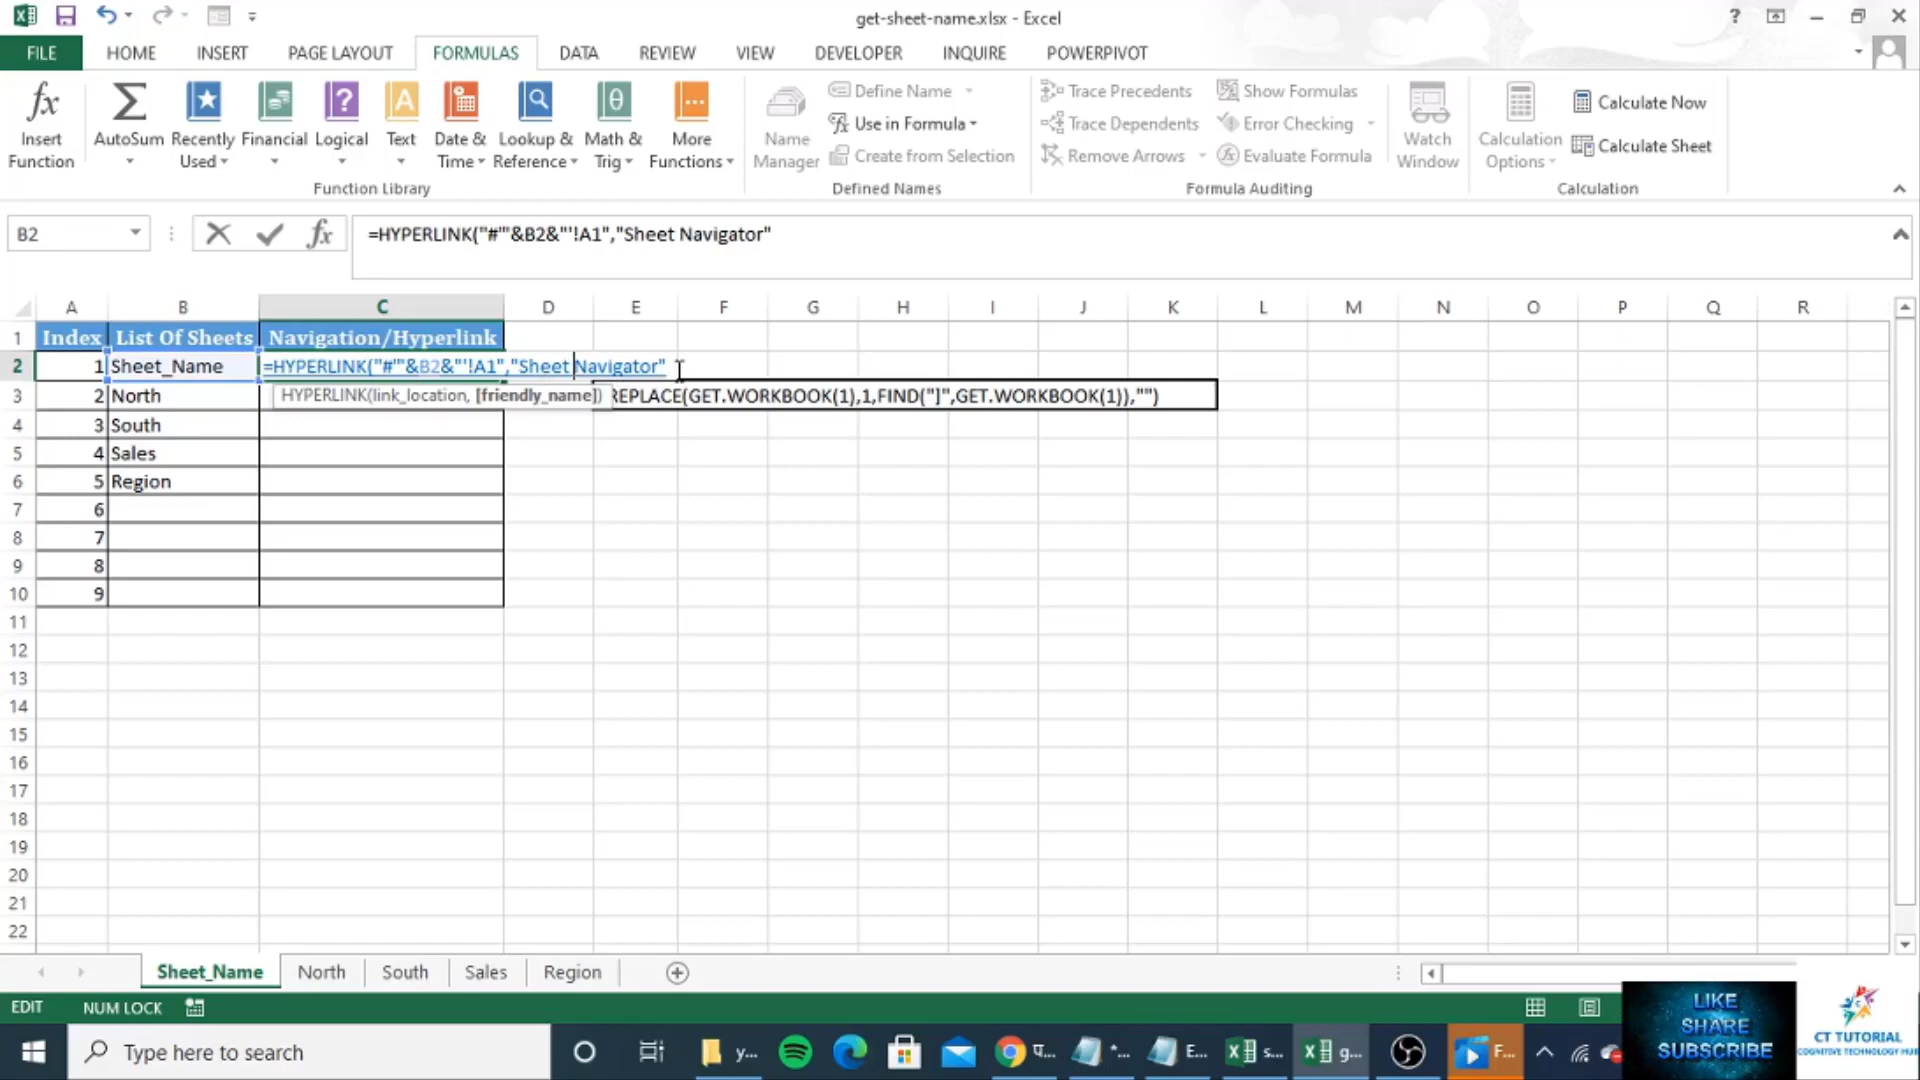 get-sheet-name.xlsx - Excel
FILE HOME INSERT PAGE LAYOUT FORMULAS DATA REVIEW VIEW DEVELOPER INQUIRE POWERPIVOT
Insert Function
AutoSum
Recently Used
Financial
Logical
Text
Date & Time
Lookup & Reference
Math & Trig
More Functions
Function Library
Name Manager
Define Name
Use in Formula
Create from Selection
Defined Names
Trace Precedents
Trace Dependents
Remove Arrows
Show Formulas
Error Checking
Evaluate Formula
Formula Auditing
Watch Window
Calculation Options
Calculate Now
Calculate Sheet
Calculation
B2 fx =HYPERLINK("#'"&B2&"'!A1","Sheet Navigator"
A B C D E F G H I J K L M N O P Q R
1 Index List Of Sheets Navigation/Hyperlink
2 1 Sheet_Name =HYPERLINK("#'"&B2&"'!A1","Sheet Navigator"
3 2 North HYPERLINK(link_location, [friendly_name]) REPLACE(GET.WORKBOOK(1),1,FIND("]",GET.WORKBOOK(1)),"")
4 3 South
5 4 Sales
6 5 Region
7 6
8 7
9 8
10 9
11
12
13
14
15
16
17
18
19
20
21
22
Sheet_Name North South Sales Region
EDIT NUM LOCK
LIKE
SHARE
SUBSCRIBE
CT TUTORIAL
COGNITIVE TECHNOLOGY HUB
Type here to search
y...
प...
*...
E...
s...
g...
F...